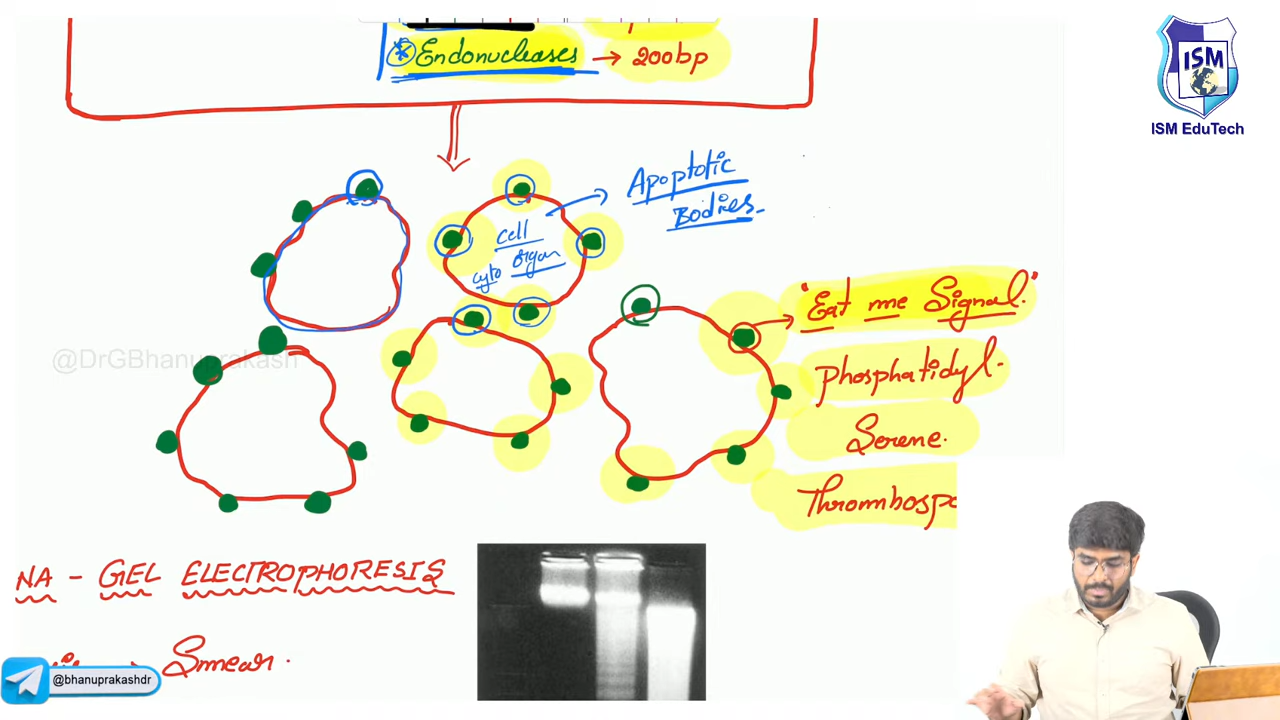 * Endonucleases → 200bp
ISM
ISM EduTech
Apoptotic
Bodies.
cell
cyto organ
"Eat me Signal."
phosphatidyl-
Serene.
Thrombospo
@DrGBhanuprakash
NA - GEL ELECTROPHORESIS
→ Smear.
@bhanuprakashdr